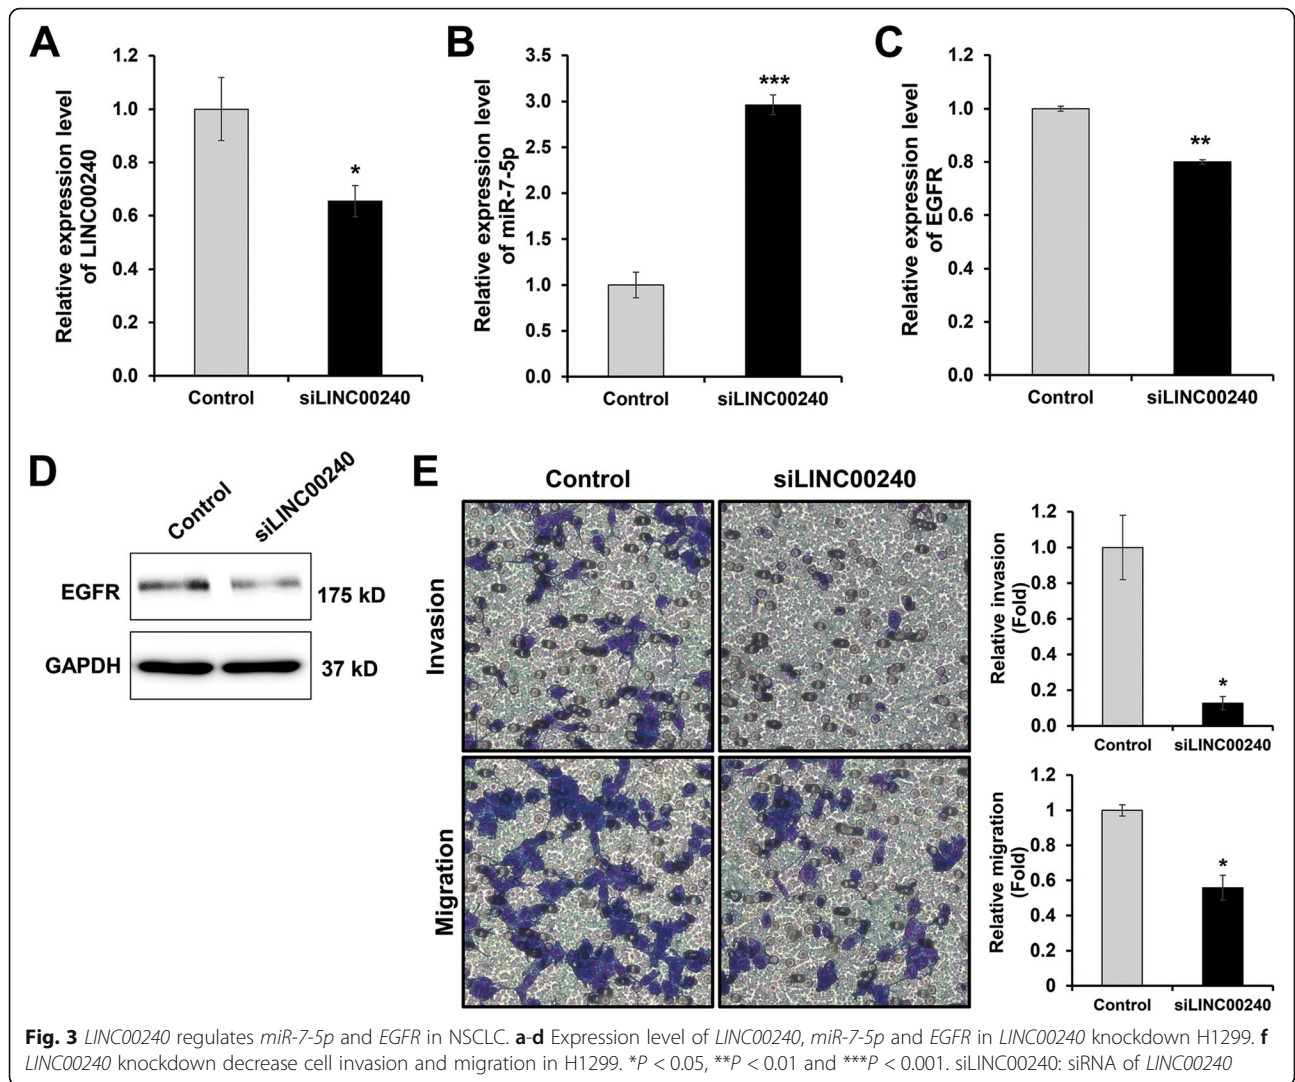 A
Relative expression level
of LINC00240
1.2
1.0
0.8
0.6
0.4
0.2
0.0
*
Control
siLINC00240
B
Relative expression level
of miR-7-5p
3.5
3.0
2.5
2.0
1.5
1.0
0.5
0.0
***
Control
siLINC00240
C
Relative expression level
of EGFR
1.2
1.0
0.8
0.6
0.4
0.2
0.0
**
Control
siLINC00240
D
Control
siLINC00240
EGFR
175 kD
GAPDH
37 kD
E
Control
siLINC00240
Invasion
Migration
Relative invasion
(Fold)
1.2
1.0
0.8
0.6
0.4
0.2
0.0
*
Control
siLINC00240
Relative migration
(Fold)
1.2
1
0.8
0.6
0.4
0.2
0
*
Control
siLINC00240
Fig. 3 LINC00240 regulates miR-7-5p and EGFR in NSCLC. a-d Expression level of LINC00240, miR-7-5p and EGFR in LINC00240 knockdown H1299. f
LINC00240 knockdown decrease cell invasion and migration in H1299. *P < 0.05, **P < 0.01 and ***P < 0.001. siLINC00240: siRNA of LINC00240